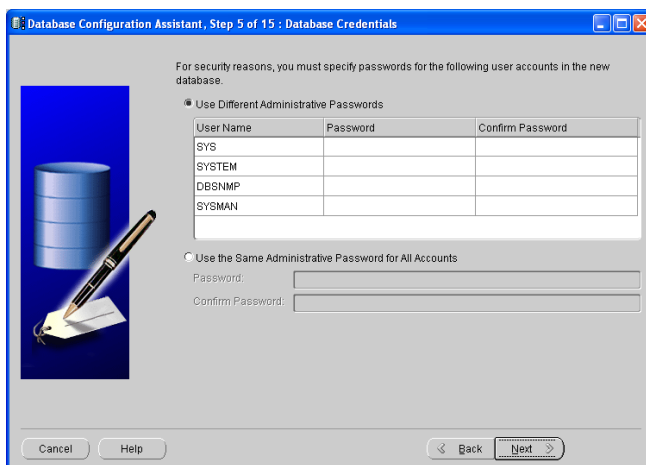 Database Configuration Assistant, Step 5 of 15 : Database Credentials
For security reasons, you must specify passwords for the following user accounts in the new
database.
Use Different Administrative Passwords
User Name Password Confirm Password
SYS
SYSTEM
DBSNMP
SYSMAN
Use the Same Administrative Password for All Accounts
Password:
Confirm Password:
Cancel Help Back Next